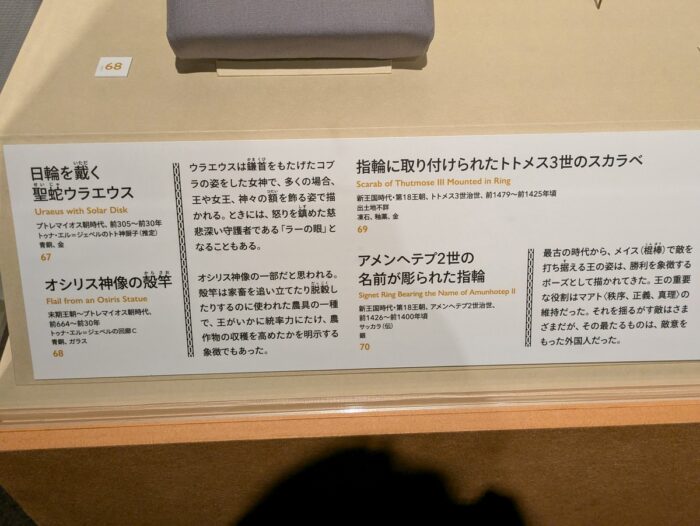 68
日輪を戴く
聖蛇ウラエウス
Uraeus with Solar Disk
プトレマイオス朝時代、前305～前30年
トゥナ・エル＝ジェベルのトト神厨子（推定）
青銅、金
67
オシリス神像の殻竿
Flail from an Osiris Statue
末期王朝～プトレマイオス朝時代、
前664～前30年
トゥナ・エル＝ジェベルの回廊C
青銅、ガラス
68
ウラエウスは鎌首をもたげたコブ
ラの姿をした女神で、多くの場合、
王や女王、神々の額を飾る姿で描
かれる。ときには、怒りを鎮めた慈
悲深い守護者である「ラーの眼」と
なることもある。
オシリス神像の一部だと思われる。
殻竿は家畜を追い立てたり脱穀し
たりするのに使われた農具の一種
で、王がいかに統率力にたけ、農
作物の収穫を高めたかを明示する
象徴でもあった。
指輪に取り付けられたトトメス3世のスカラベ
Scarab of Thutmose III Mounted in Ring
新王国時代・第18王朝、トトメス3世治世、前1479～前1425年頃
出土地不詳
凍石、釉薬、金
69
アメンヘテプ2世の
名前が彫られた指輪
Signet Ring Bearing the Name of Amunhotep II
新王国時代・第18王朝、アメンヘテプ2世治世、
前1426～前1400年頃
サッカラ（伝）
銀
70
最古の時代から、メイス（棍棒）で敵を
打ち据える王の姿は、勝利を象徴する
ポーズとして描かれてきた。王の重要
な役割はマアト（秩序、正義、真理）の
維持だった。それを揺るがす敵はさま
ざまだが、その最たるものは、敵意を
もった外国人だった。